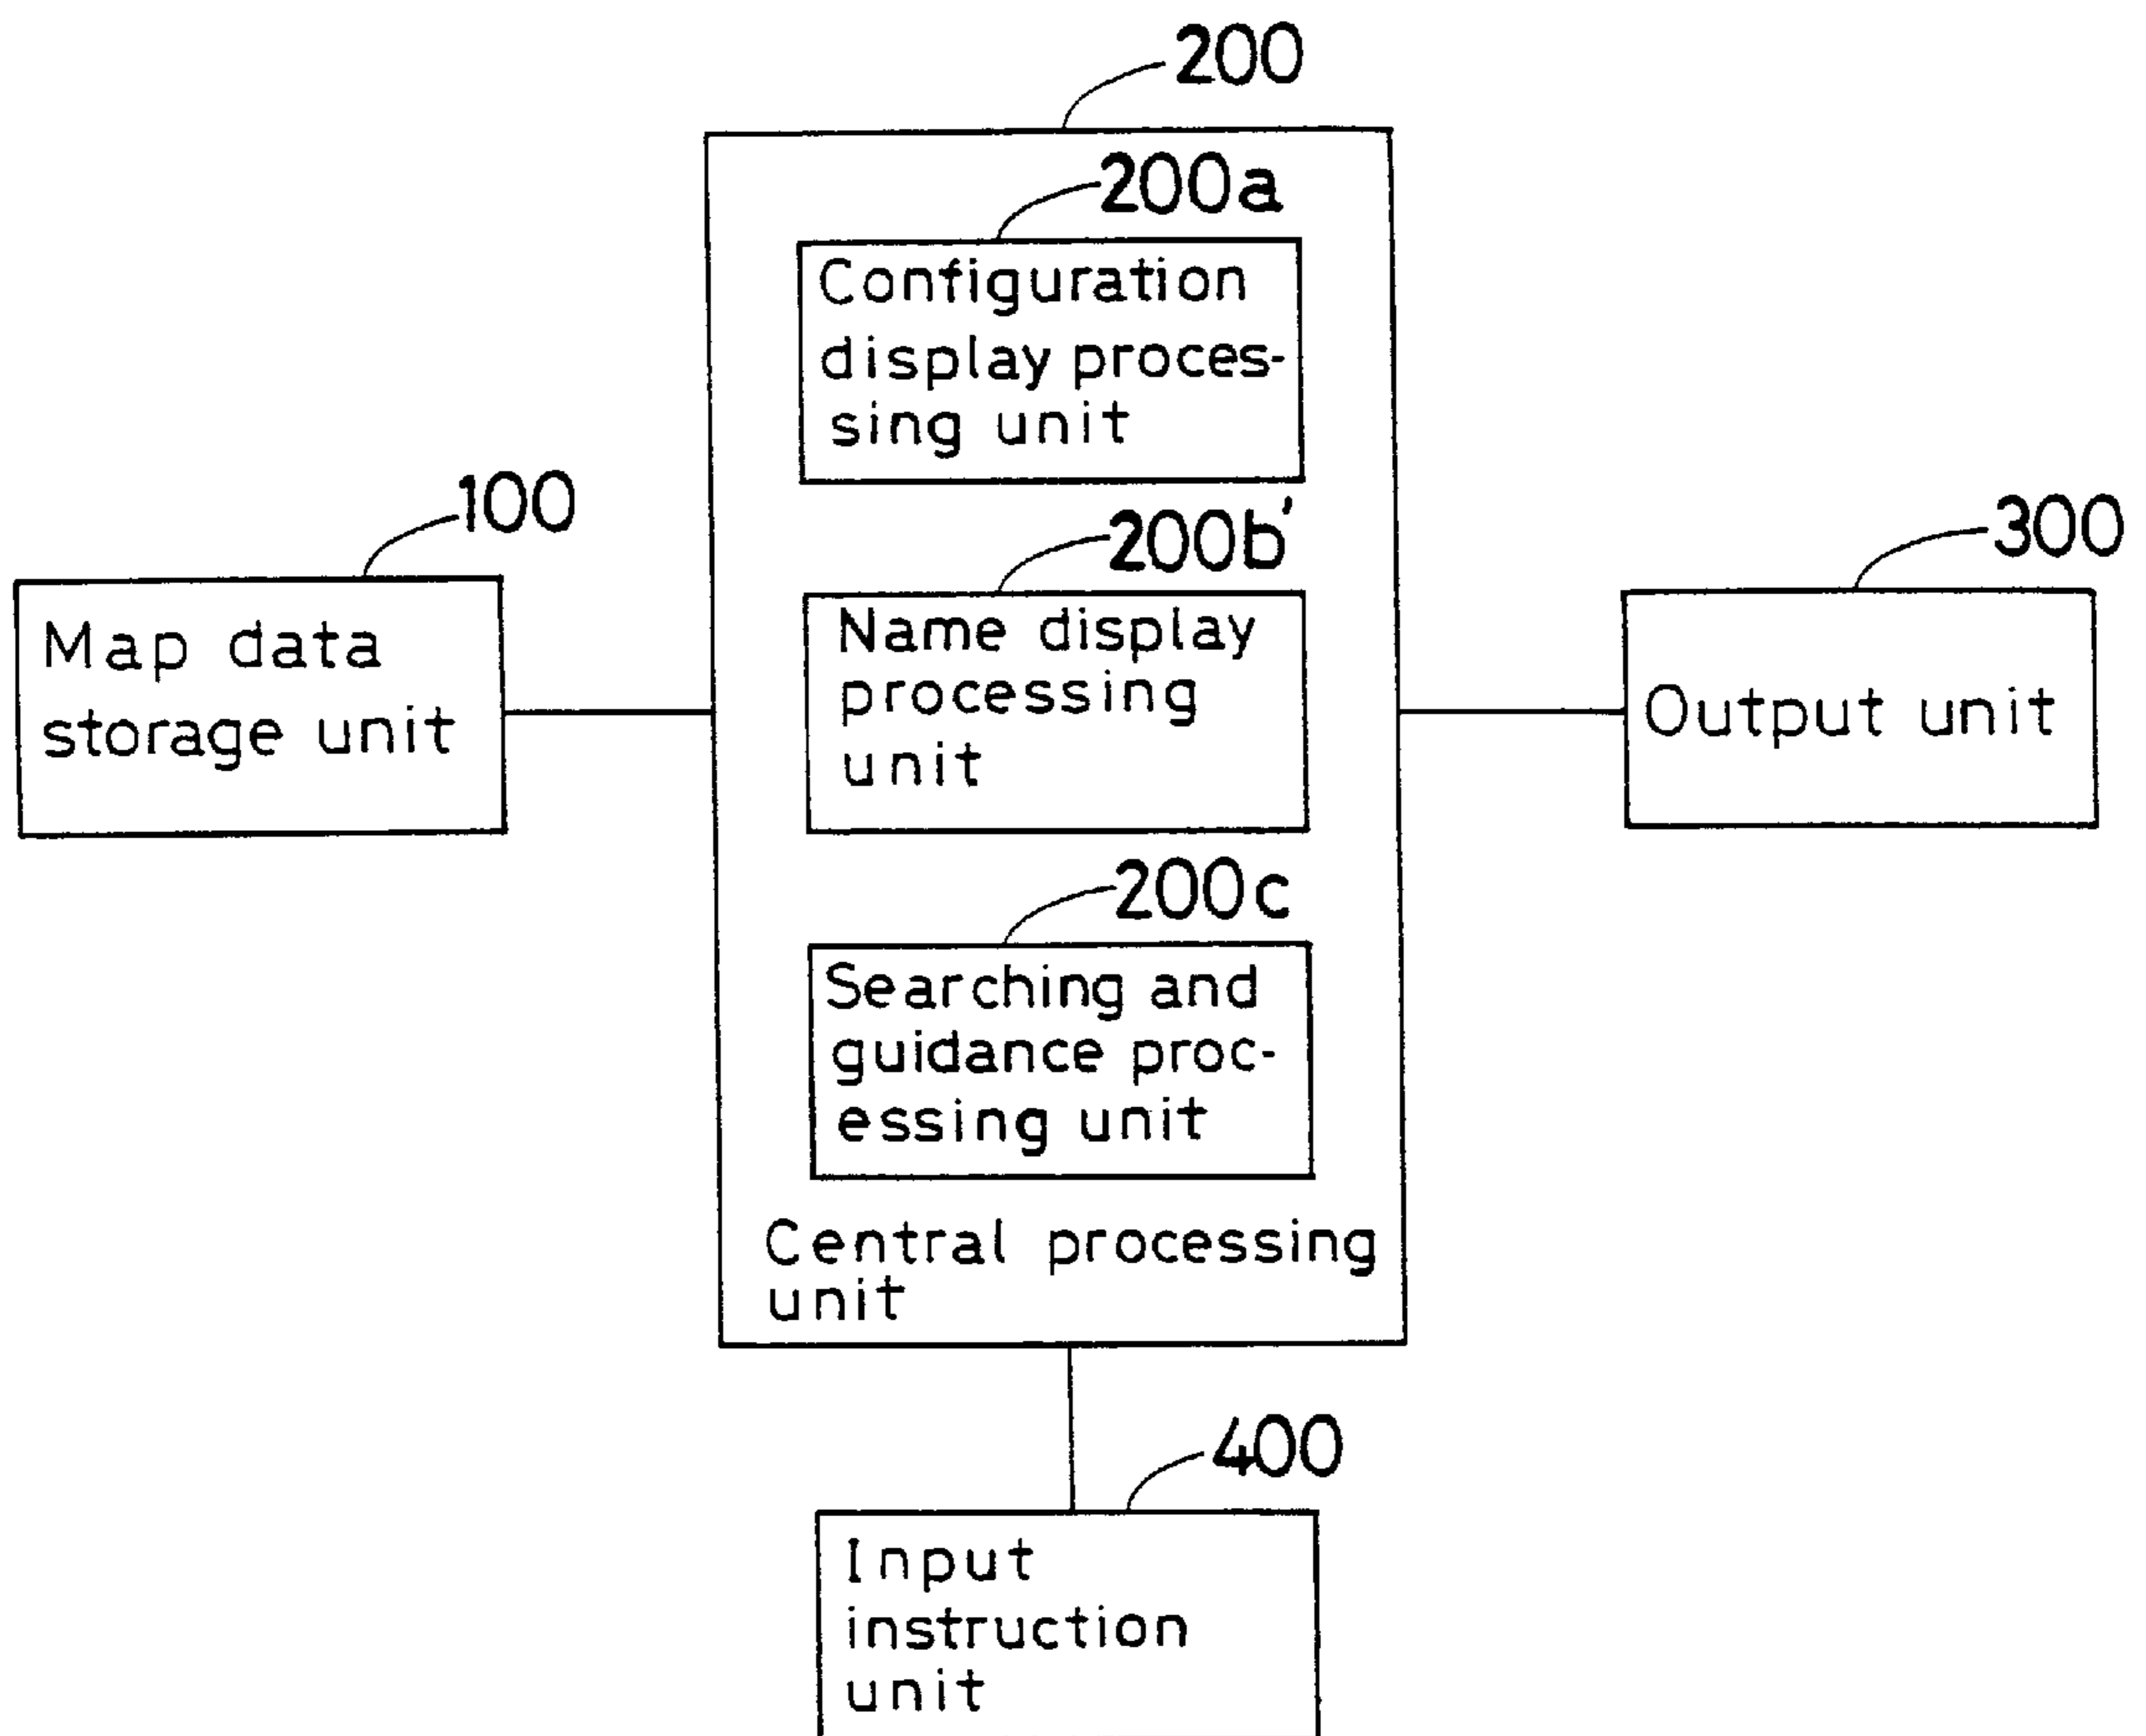 200
200a
Configuration
display proces-
sing unit
100
Map data
storage unit
200b'
Name display
processing
unit
300
Output unit
200c
Searching and
guidance proc-
essing unit
Central processing
unit
400
Input
instruction
unit